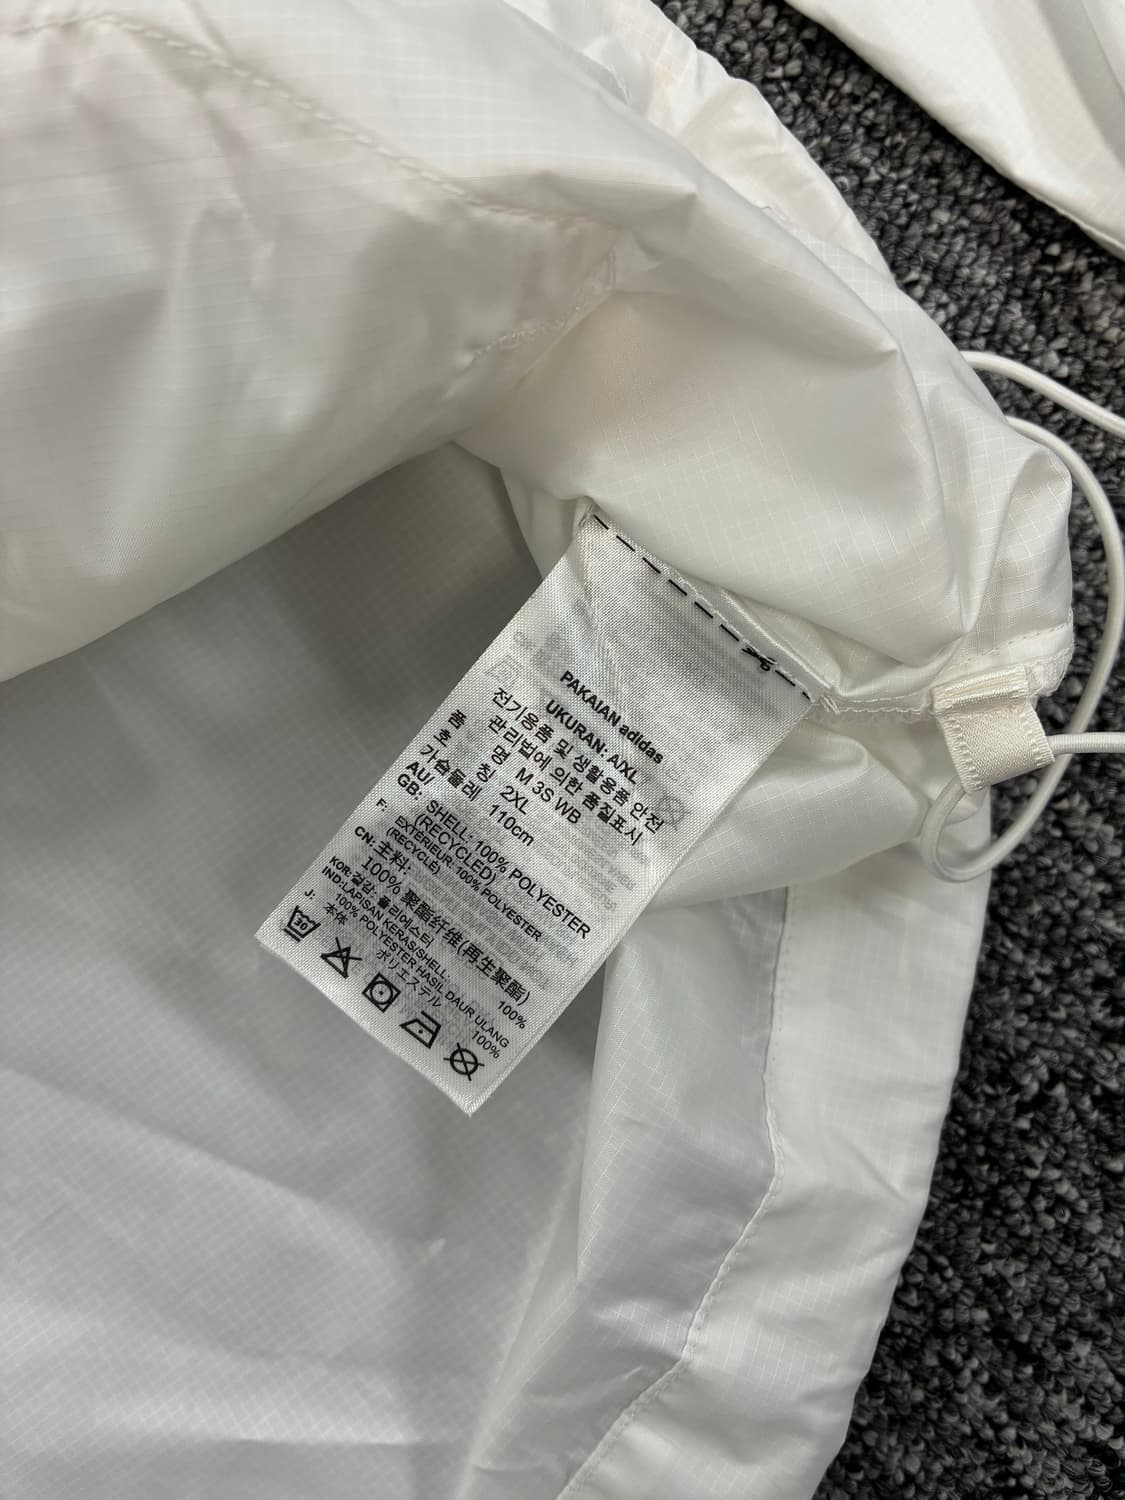 PAKAIAN adidas
UKURAN: A/XL
전기용품 및 생활용품 안전
관리법에 의한 품질표시
품 명 M 3S WB
호 칭 2XL
가슴둘레 110cm
AU/
GB: SHELL: 100% POLYESTER
(RECYCLED)
F: EXTÉRIEUR: 100% POLYESTER
(RECYCLÉ)
CN: 主料:
100% 聚酯纤维(再生聚酯)
KOR: 겉감: 폴리에스터 100%
IND: LAPISAN KERAS/SHELL:
100% POLYESTER HASIL DAUR ULANG
J: 本体 ポリエステル 100%
30